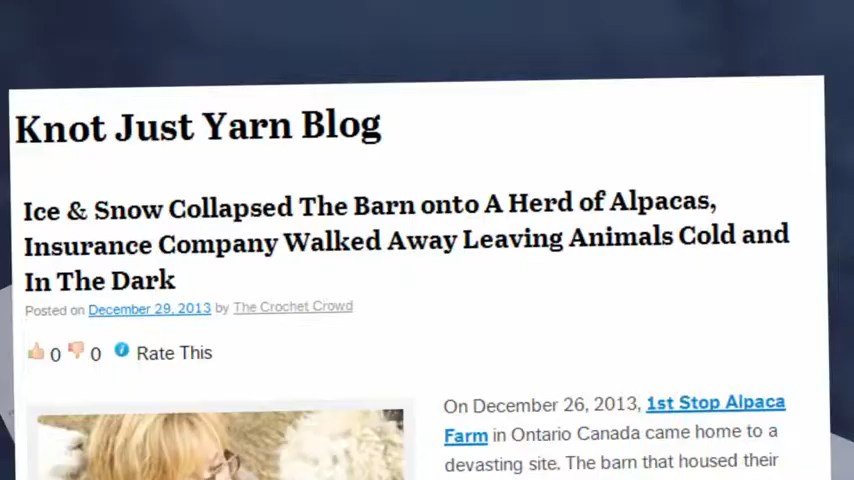 Knot Just Yarn Blog
Ice & Snow Collapsed The Barn onto A Herd of Alpacas,
Insurance Company Walked Away Leaving Animals Cold and
In The Dark
Posted on December 29, 2013 by The Crochet Crowd
0 0 Rate This
On December 26, 2013, 1st Stop Alpaca
Farm in Ontario Canada came home to a
devasting site. The barn that housed their